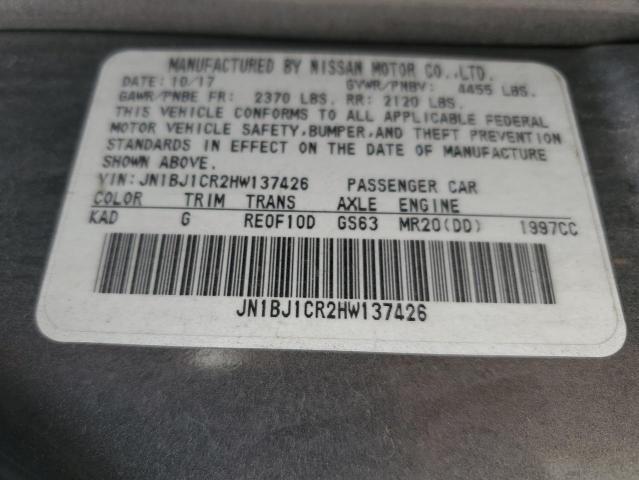 MANUFACTURED BY NISSAN MOTOR CO.,LTD.
DATE: 10/17 GVWR/PNBV: 4455 LBS.
GAWR/PNBE FR: 2370 LBS. RR: 2120 LBS.
THIS VEHICLE CONFORMS TO ALL APPLICABLE FEDERAL
MOTOR VEHICLE SAFETY, BUMPER, AND THEFT PREVENTION
STANDARDS IN EFFECT ON THE DATE OF MANUFACTURE
SHOWN ABOVE.
VIN: JN1BJ1CR2HW137426 PASSENGER CAR
COLOR TRIM TRANS AXLE ENGINE
KAD G RE0F10D GS63 MR20(DD) 1997CC
JN1BJ1CR2HW137426